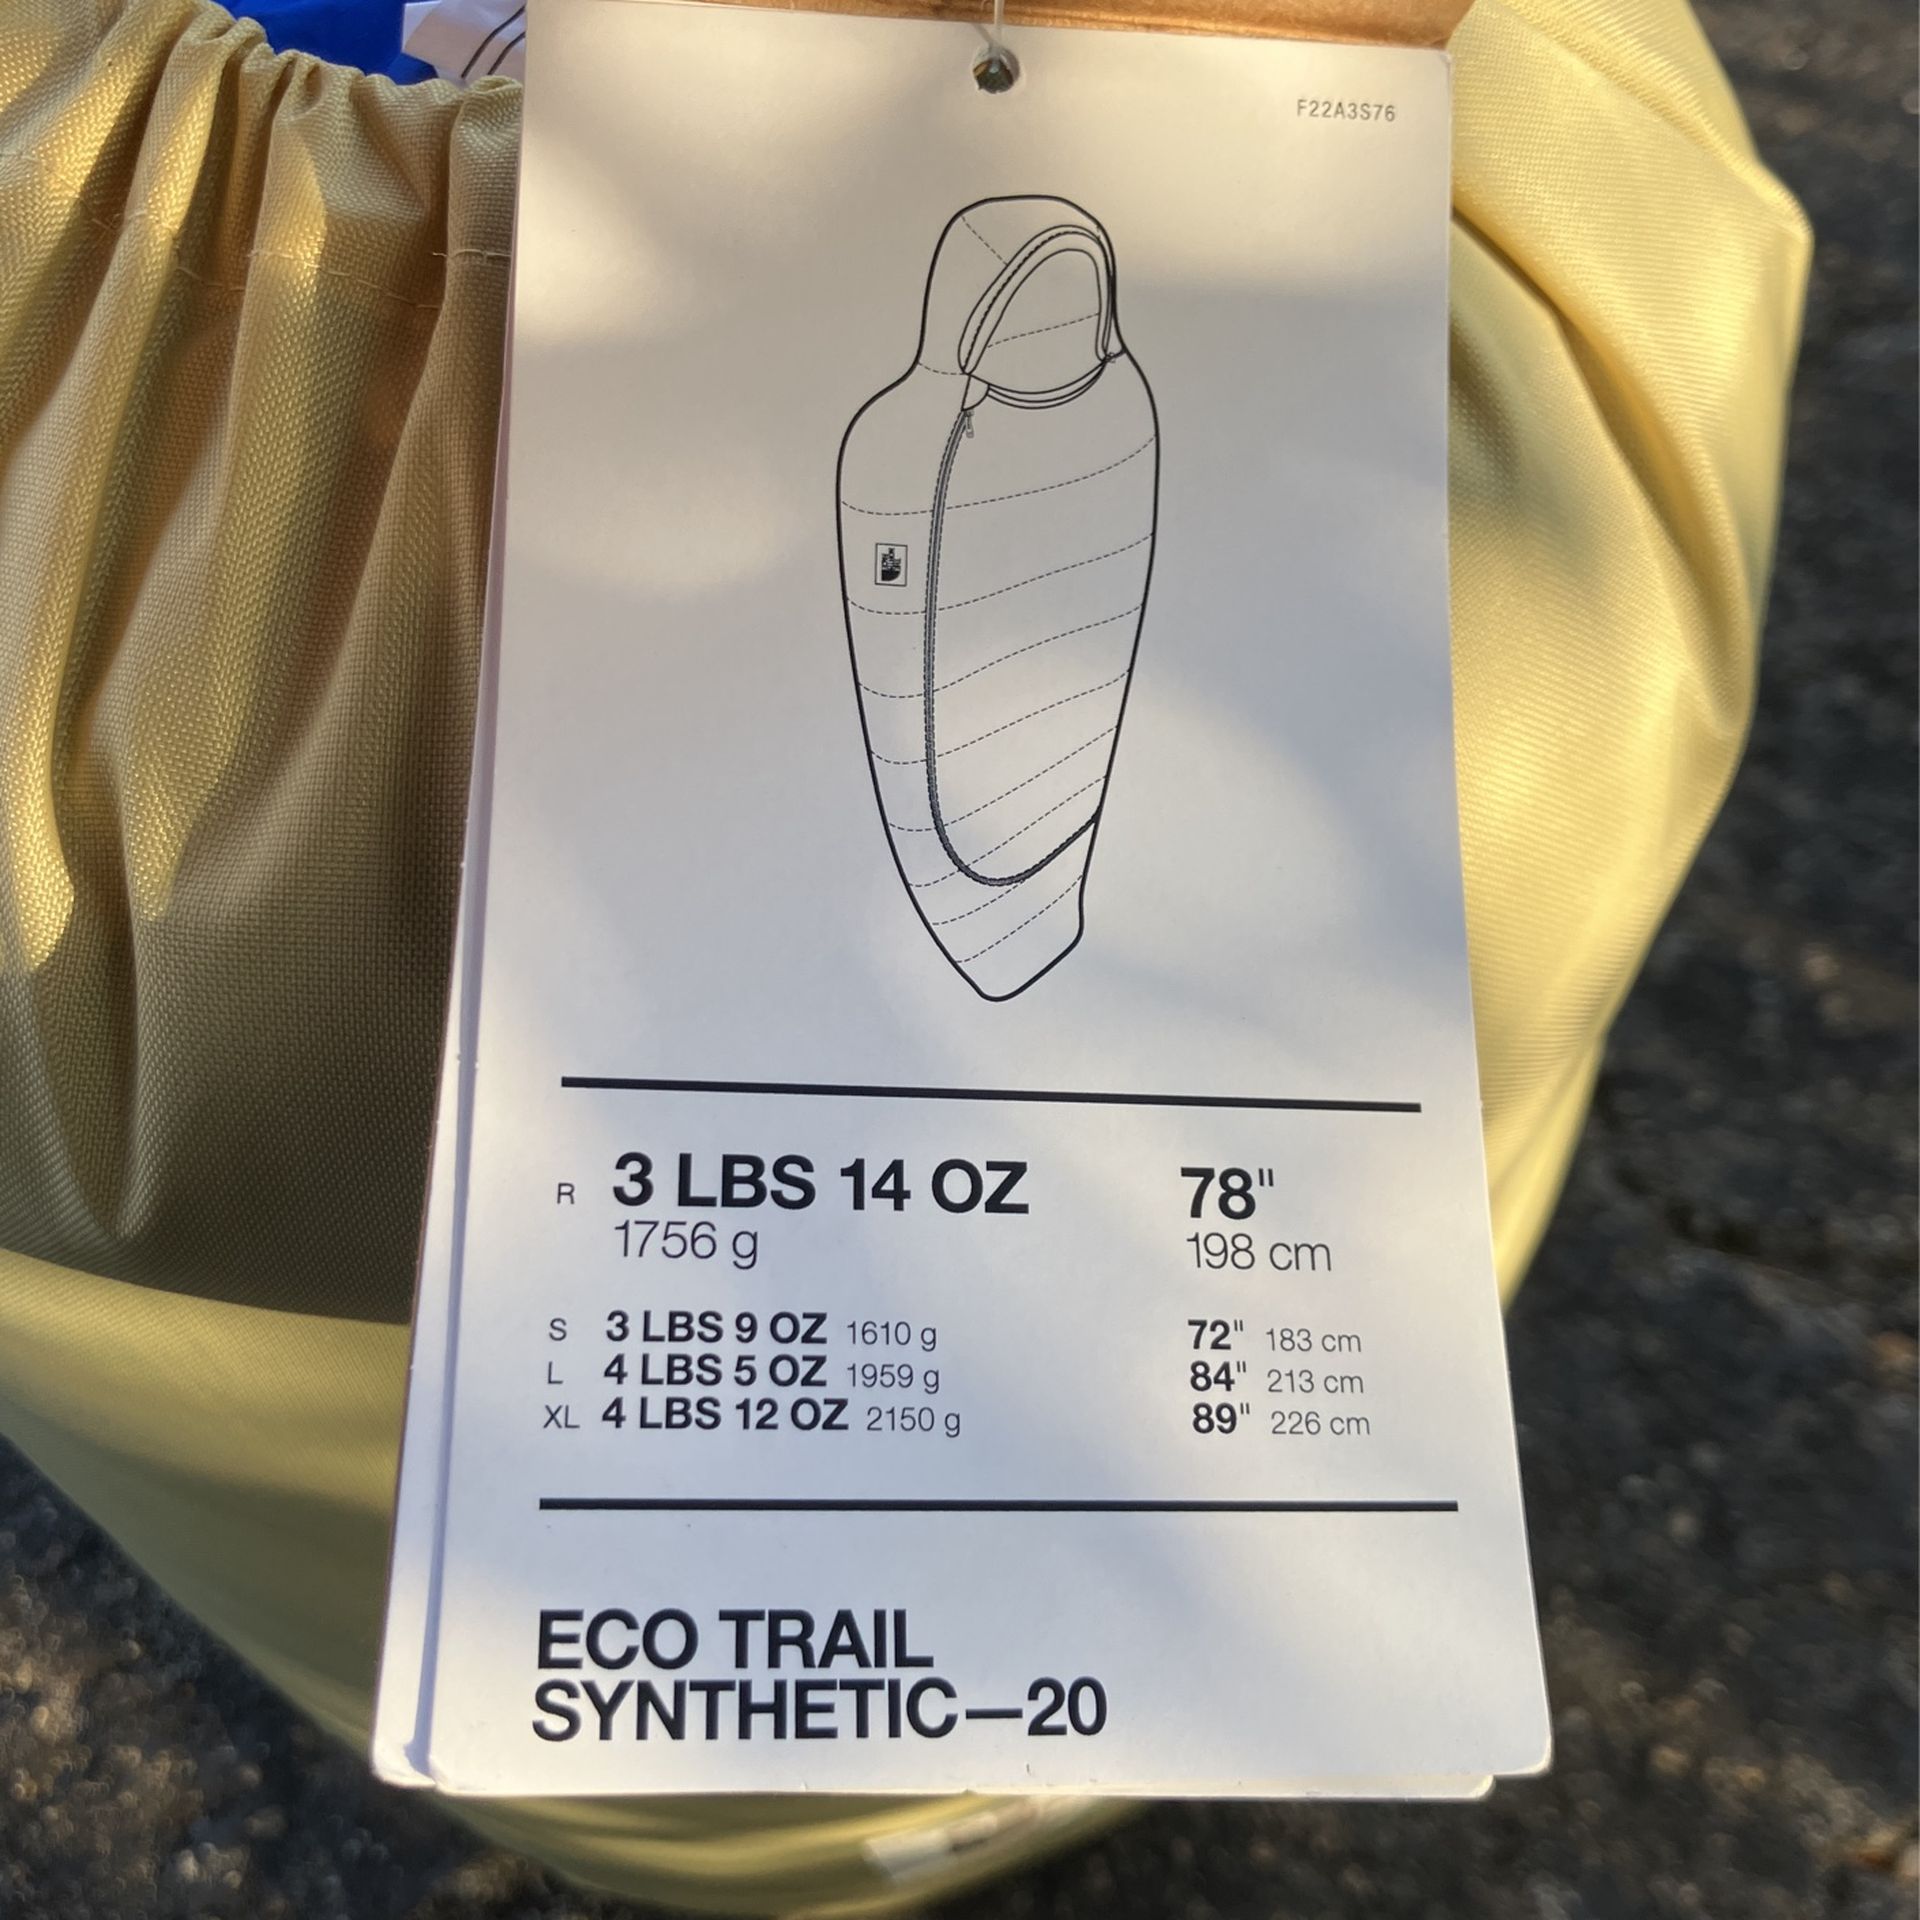 F22A3S76
R 3 LBS 14 OZ 78"
1756 g 198 cm
S 3 LBS 9 OZ 1610 g 72" 183 cm
L 4 LBS 5 OZ 1959 g 84" 213 cm
XL 4 LBS 12 OZ 2150 g 89" 226 cm
ECO TRAIL
SYNTHETIC—20